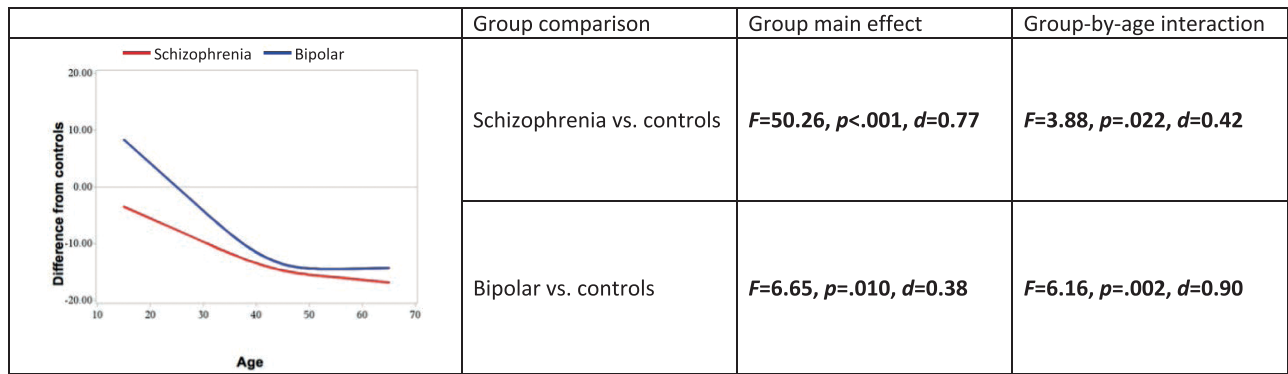 Group comparison Group main effect Group-by-age interaction
Schizophrenia Bipolar
20.00
10.00
0.00
-10.00
-20.00
Difference from controls
10 20 30 40 50 60 70
Age
Schizophrenia vs. controls F=50.26, p<.001, d=0.77 F=3.88, p=.022, d=0.42
Bipolar vs. controls F=6.65, p=.010, d=0.38 F=6.16, p=.002, d=0.90